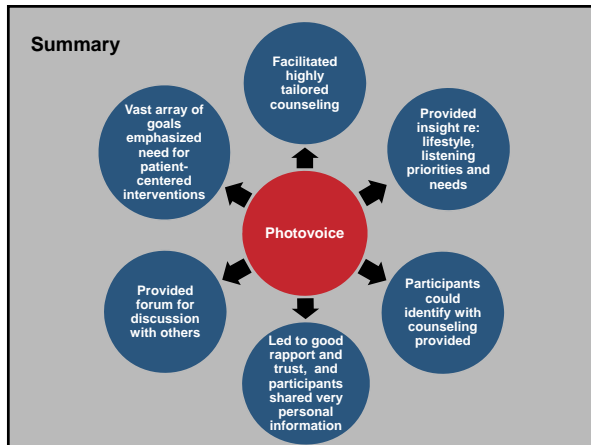 Summary
Facilitated
highly
tailored
counseling
Provided
insight re:
lifestyle,
listening
priorities and
needs
Participants
could
identify with
counseling
provided
Led to good
rapport and
trust, and
participants
shared very
personal
information
Provided
forum for
discussion
with others
Vast array of
goals
emphasized
need for
patient-
centered
interventions
Photovoice